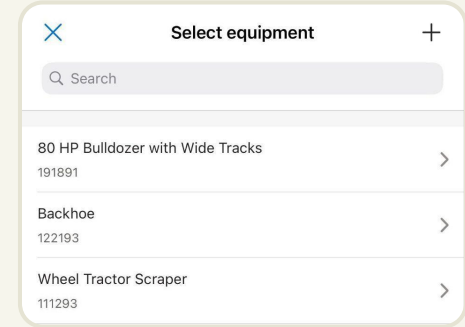 Select equipment
Search
80 HP Bulldozer with Wide Tracks
191891
Backhoe
122193
Wheel Tractor Scraper
111293